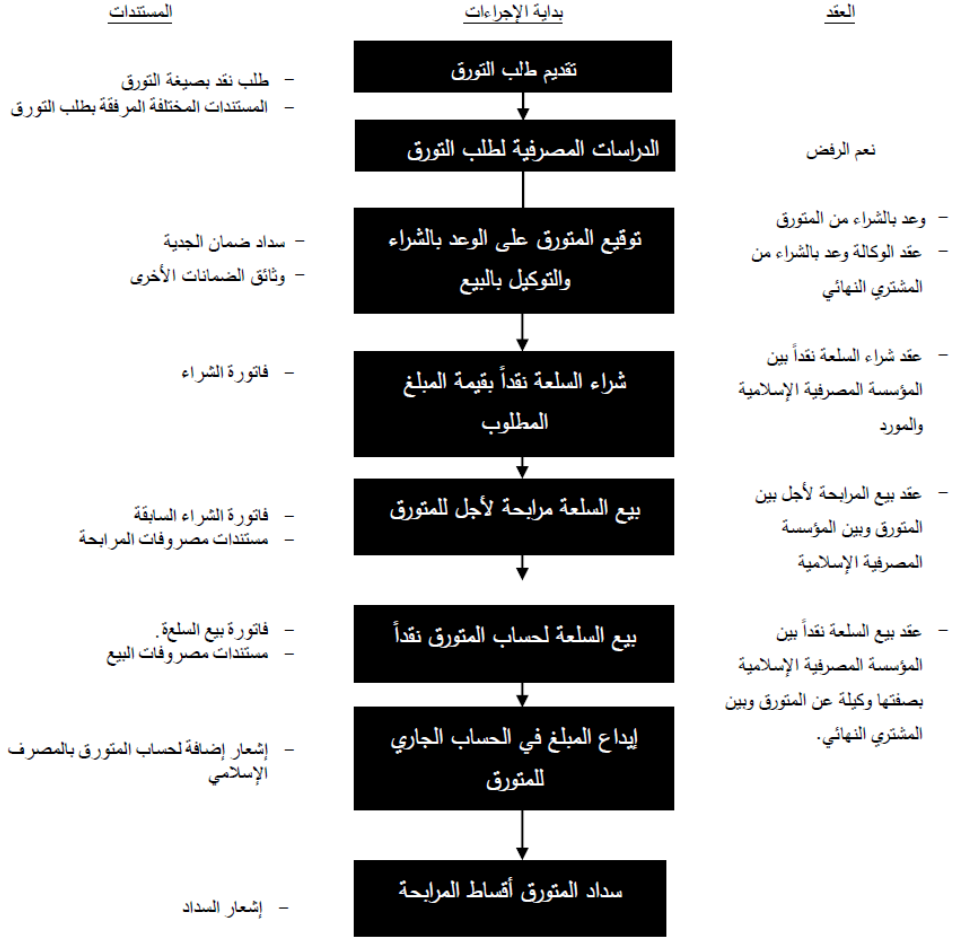 العقد
بداية الإجراءات
المستندات
تقديم طلب التورق
- طلب نقد بصيغة التورق
- المستندات المختلفة المرفقة بطلب التورق
نعم الرفض
الدراسات المصرفية لطلب التورق
- وعد بالشراء من المتورق
- عقد الوكالة وعد بالشراء من
المشتري النهائي
توقيع المتورق على الوعد بالشراء
والتوكيل بالبيع
- سداد ضمان الجدية
- وثائق الضمانات الأخرى
- عقد شراء السلعة نقداً بين
المؤسسة المصرفية الإسلامية
والمورد
شراء السلعة نقداً بقيمة المبلغ
المطلوب
- فاتورة الشراء
- عقد بيع المرابحة لأجل بين
المتورق وبين المؤسسة
المصرفية الإسلامية
بيع السلعة مرابحة لأجل للمتورق
- فاتورة الشراء السابقة
- مستندات مصروفات المرابحة
- عقد بيع السلعة نقداً بين
المؤسسة المصرفية الإسلامية
بصفتها وكيلة عن المتورق وبين
المشتري النهائي.
بيع السلعة لحساب المتورق نقداً
- فاتورة بيع السلعة.
- مستندات مصروفات البيع
إيداع المبلغ في الحساب الجاري
للمتورق
- إشعار إضافة لحساب المتورق بالمصرف
الإسلامي
سداد المتورق أقساط المرابحة
- إشعار السداد